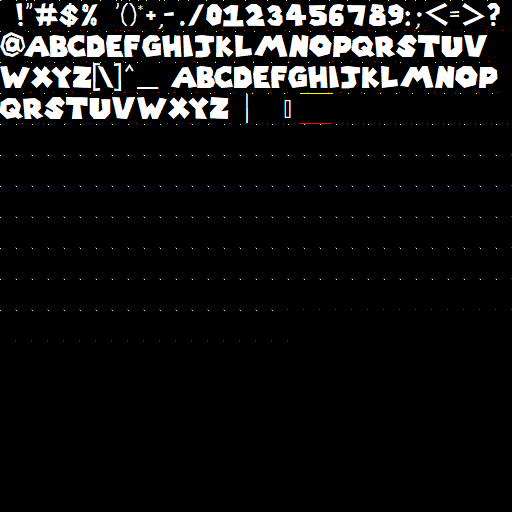 !"#$% '()*+,-./0123456789:;<=>?
@ABCDEFGHIJKLMNOPQRSTUV
WXYZ[\]^_ ABCDEFGHIJKLMNOP
QRSTUVWXYZ |